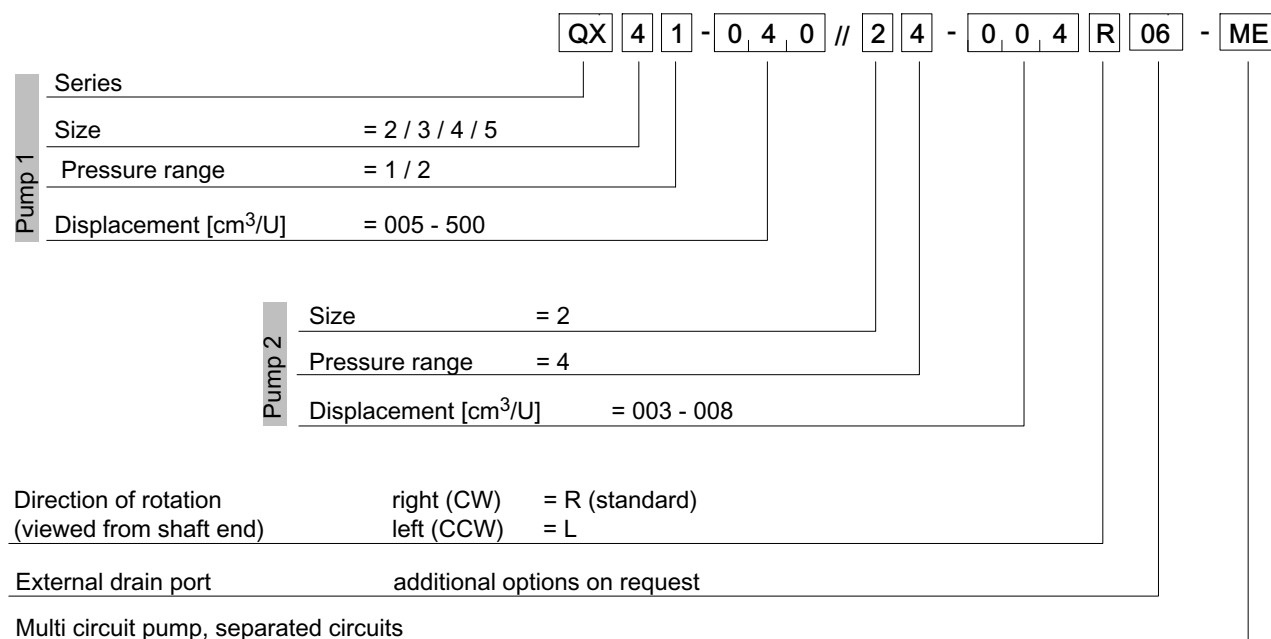 QX 4 1 - 0 4 0 // 2 4 - 0 0 4 R 06 - ME
Pump 1
Series
Size = 2 / 3 / 4 / 5
Pressure range = 1 / 2
Displacement [cm³/U] = 005 - 500
Pump 2
Size = 2
Pressure range = 4
Displacement [cm³/U] = 003 - 008
Direction of rotation right (CW) = R (standard)
(viewed from shaft end) left (CCW) = L
External drain port additional options on request
Multi circuit pump, separated circuits